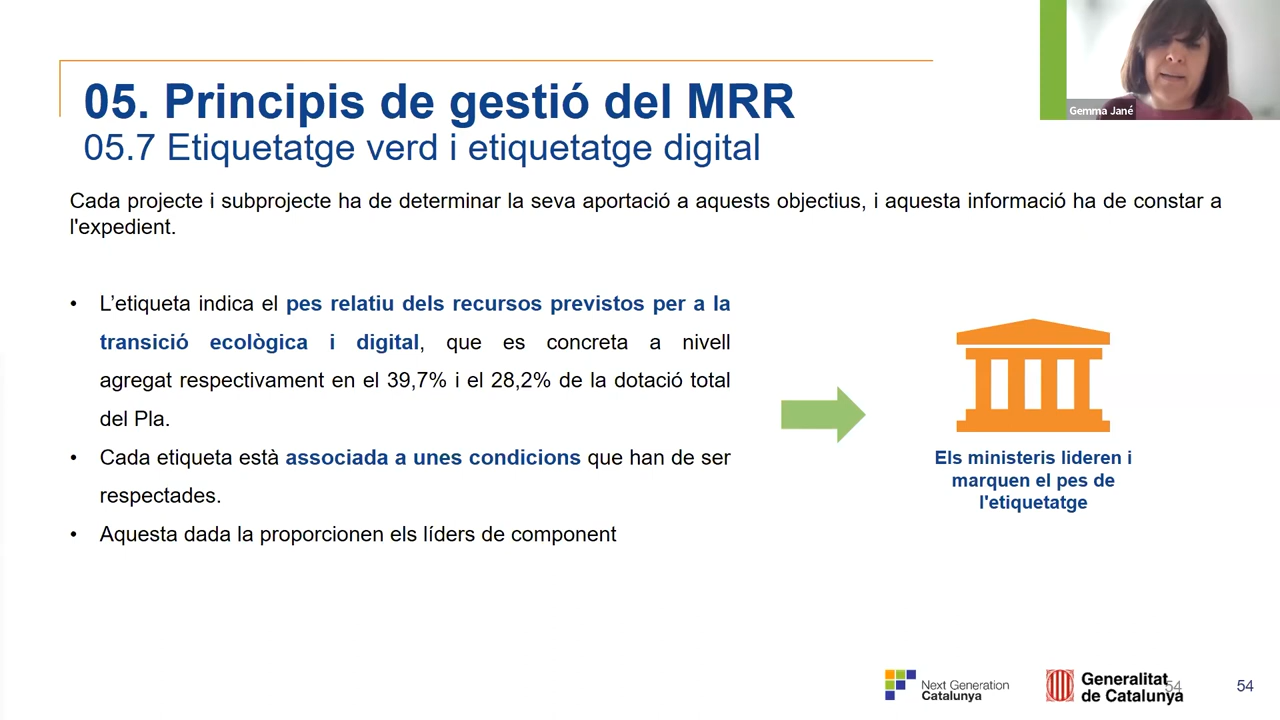 Gemma Jané
05. Principis de gestió del MRR
05.7 Etiquetatge verd i etiquetatge digital
Cada projecte i subprojecte ha de determinar la seva aportació a aquests objectius, i aquesta informació ha de constar a
l'expedient.
• L’etiqueta indica el pes relatiu dels recursos previstos per a la
transició ecològica i digital, que es concreta a nivell
agregat respectivament en el 39,7% i el 28,2% de la dotació total
del Pla.
• Cada etiqueta està associada a unes condicions que han de ser
respectades.
• Aquesta dada la proporcionen els líders de component
Els ministeris lideren i
marquen el pes de
l'etiquetatge
Next Generation
Catalunya
Generalitat
de Catalunya
54
54